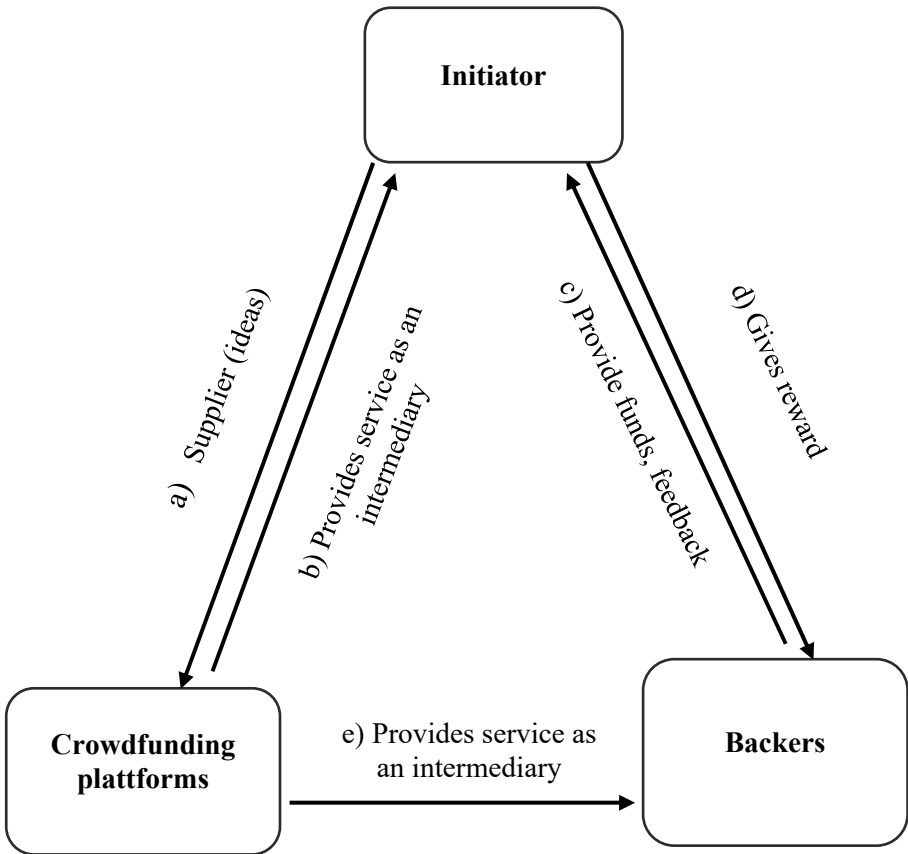 Initiator
a) Supplier (ideas)
b) Provides service as an
intermediary
c) Provide funds, feedback
d) Gives reward
Crowdfunding
plattforms
e) Provides service as
an intermediary
Backers